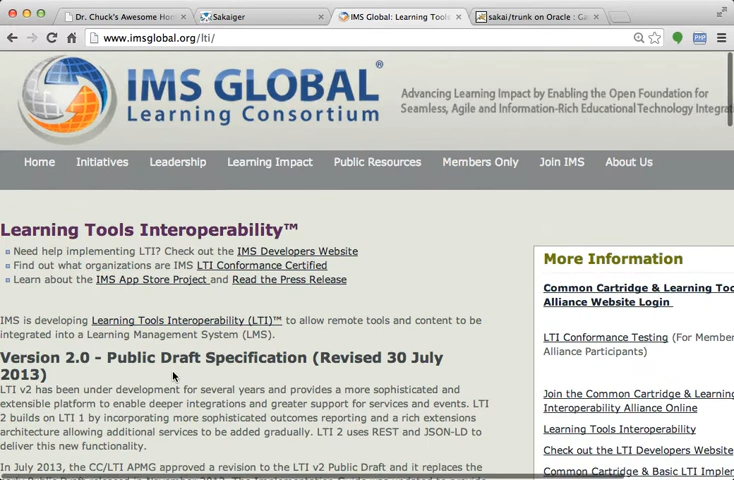 Dr. Chuck's Awesome Hom
Sakaiger
IMS Global: Learning Tools
sakai/trunk on Oracle : Ga
www.imsglobal.org/lti/
IMS GLOBAL®
Learning Consortium
Advancing Learning Impact by Enabling the Open Foundation for
Seamless, Agile and Information-Rich Educational Technology Integrat
Home Initiatives Leadership Learning Impact Public Resources Members Only Join IMS About Us
Learning Tools Interoperability™
Need help implementing LTI? Check out the IMS Developers Website
Find out what organizations are IMS LTI Conformance Certified
Learn about the IMS App Store Project and Read the Press Release
IMS is developing Learning Tools Interoperability (LTI)™ to allow remote tools and content to be
integrated into a Learning Management System (LMS).
Version 2.0 - Public Draft Specification (Revised 30 July
2013)
LTI v2 has been under development for several years and provides a more sophisticated and
extensible platform to enable deeper integrations and greater support for services and events. LTI
2 builds on LTI 1 by incorporating more sophisticated outcomes reporting and a rich extensions
architecture allowing additional services to be added gradually. LTI 2 uses REST and JSON-LD to
deliver this new functionality.
In July 2013, the CC/LTI APMG approved a revision to the LTI v2 Public Draft and it replaces the
More Information
Common Cartridge & Learning Too
Alliance Website Login
LTI Conformance Testing (For Member
Alliance Participants)
Join the Common Cartridge & Learning
Interoperability Alliance Online
Learning Tools Interoperability
Check out the LTI Developers Website
Common Cartridge & Basic LTI Implem